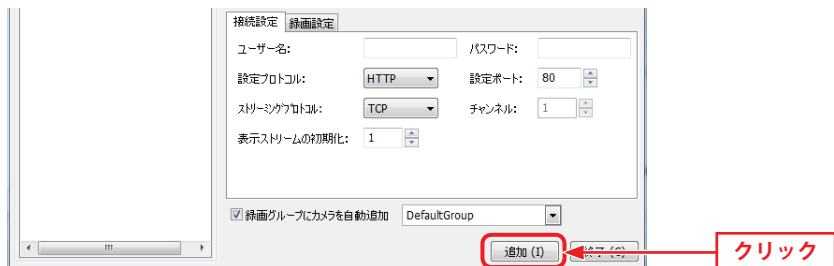 接続設定 録画設定
ユーザー名: パスワード:
設定プロトコル: HTTP 設定ポート: 80
ストリーミングプロトコル: TCP チャンネル: 1
表示ストリームの初期化: 1
録画グループにカメラを自動追加 DefaultGroup
追加 (I) クリック